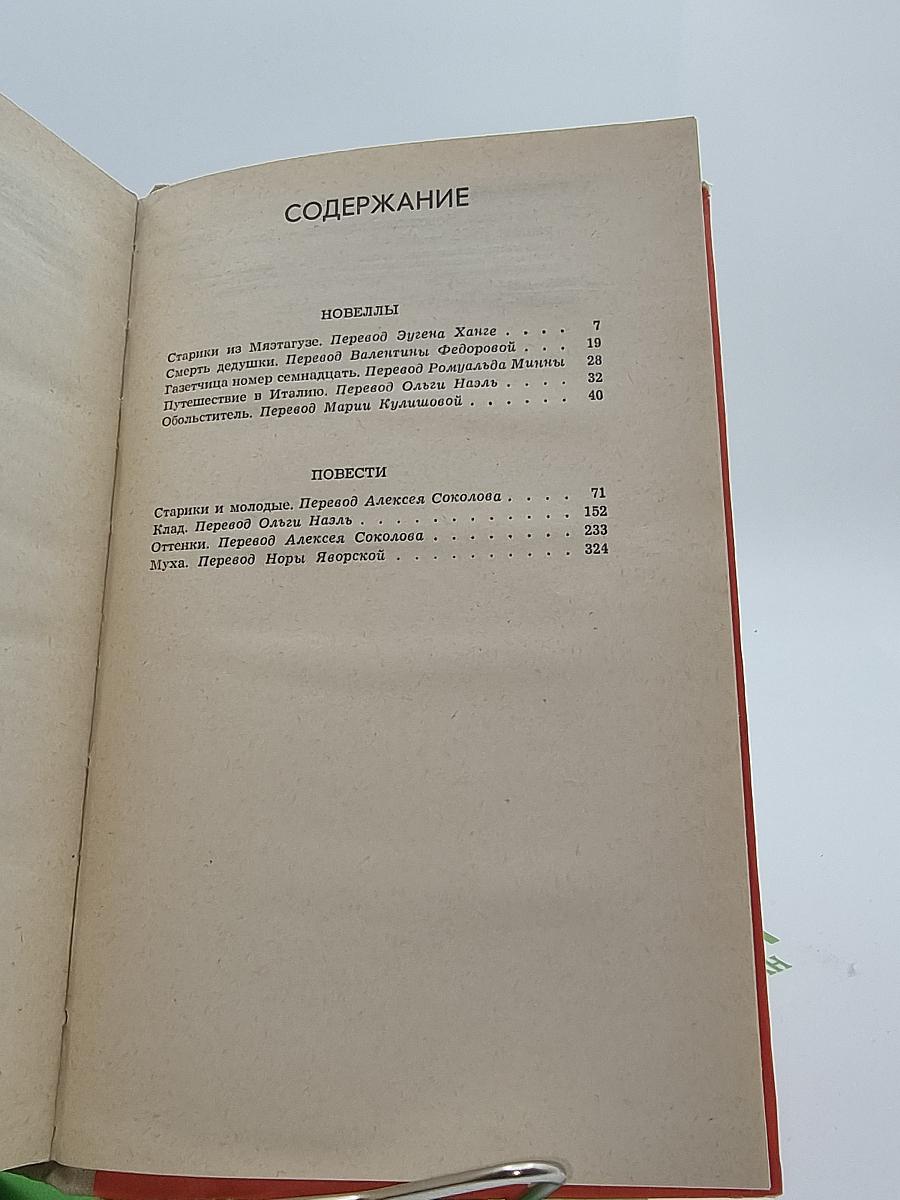 СОДЕРЖАНИЕ
НОВЕЛЛЫ
Старики из Мяэтагузе. Перевод Эугена Ханге . . . . 7
Смерть дедушки. Перевод Валентины Федоровой . . . 19
Газетчица номер семнадцать. Перевод Ромуальда Минны 28
Путешествие в Италию. Перевод Ольги Наэль . . . . 32
Обольститель. Перевод Марии Кулишовой . . . . . . 40
ПОВЕСТИ
Старики и молодые. Перевод Алексея Соколова . . . . 71
Клад. Перевод Ольги Наэль . . . . . . . . . . . . 152
Оттенки. Перевод Алексея Соколова . . . . . . . . 233
Муха. Перевод Норы Яворской . . . . . . . . . . 324